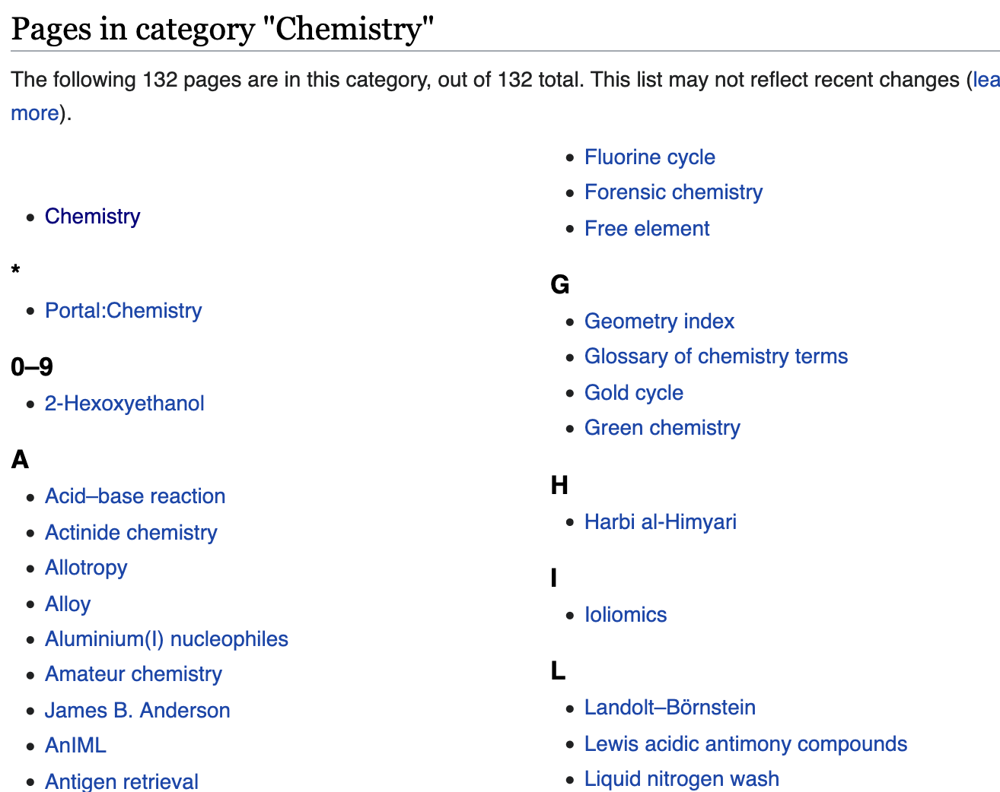 Pages in category "Chemistry"
The following 132 pages are in this category, out of 132 total. This list may not reflect recent changes (lea
more).
Chemistry
*
Portal:Chemistry
0–9
2-Hexoxyethanol
A
Acid–base reaction
Actinide chemistry
Allotropy
Alloy
Aluminium(I) nucleophiles
Amateur chemistry
James B. Anderson
AnIML
Antigen retrieval
Fluorine cycle
Forensic chemistry
Free element
G
Geometry index
Glossary of chemistry terms
Gold cycle
Green chemistry
H
Harbi al-Himyari
I
Ioliomics
L
Landolt–Börnstein
Lewis acidic antimony compounds
Liquid nitrogen wash